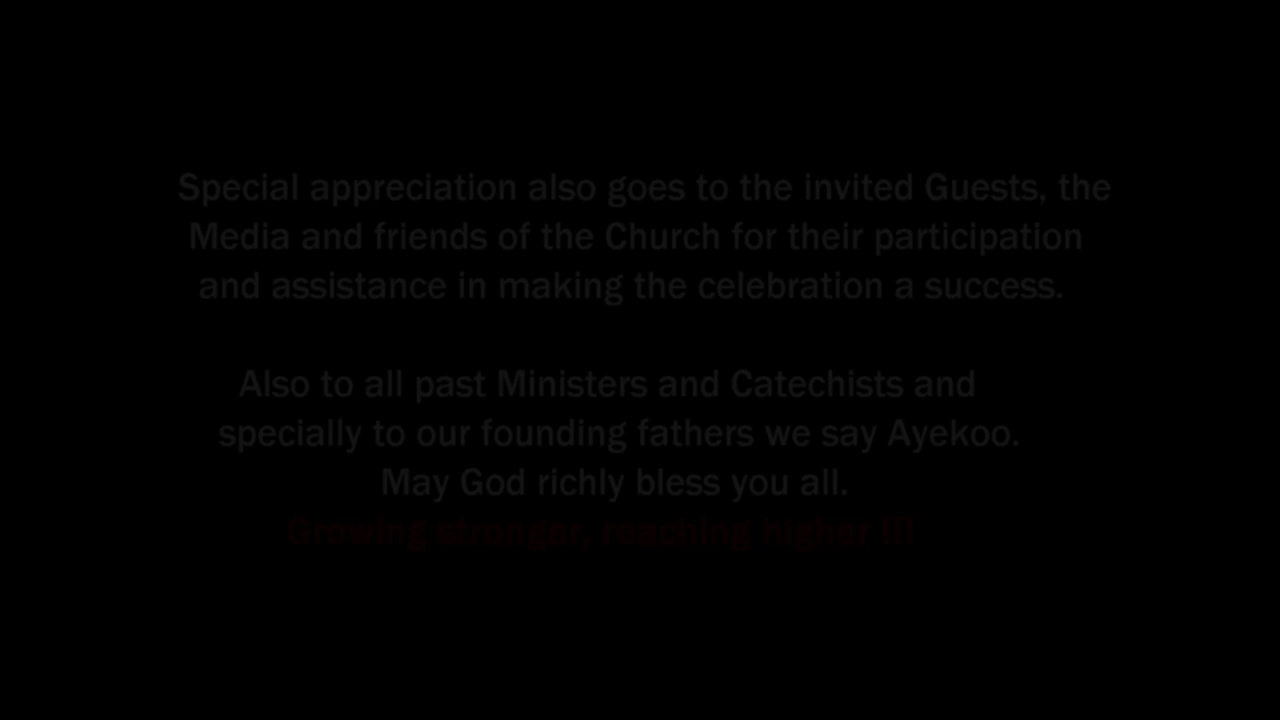 Special appreciation also goes to the invited Guests, the
Media and friends of the Church for their participation
and assistance in making the celebration a success.
Also to all past Ministers and Catechists and
specially to our founding fathers we say Ayekoo.
May God richly bless you all.
Growing stronger, reaching higher !!!